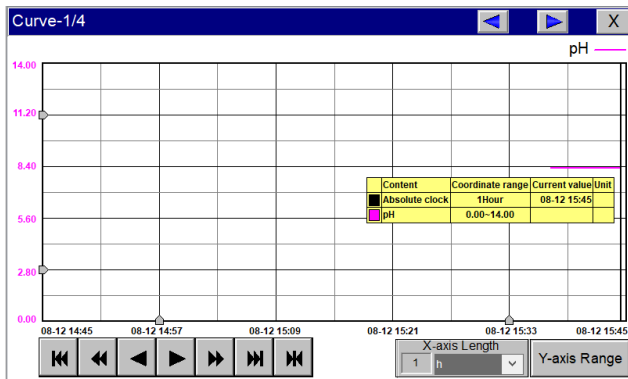 Curve-1/4 X
pH
14.00
11.20
8.40
5.60
2.80
0.00
Content Coordinate range Current value Unit
Absolute clock 1Hour 08-12 15:45
pH 0.00~14.00
08-12 14:45 08-12 14:57 08-12 15:09 08-12 15:21 08-12 15:33 08-12 15:45
X-axis Length
1 h
Y-axis Range